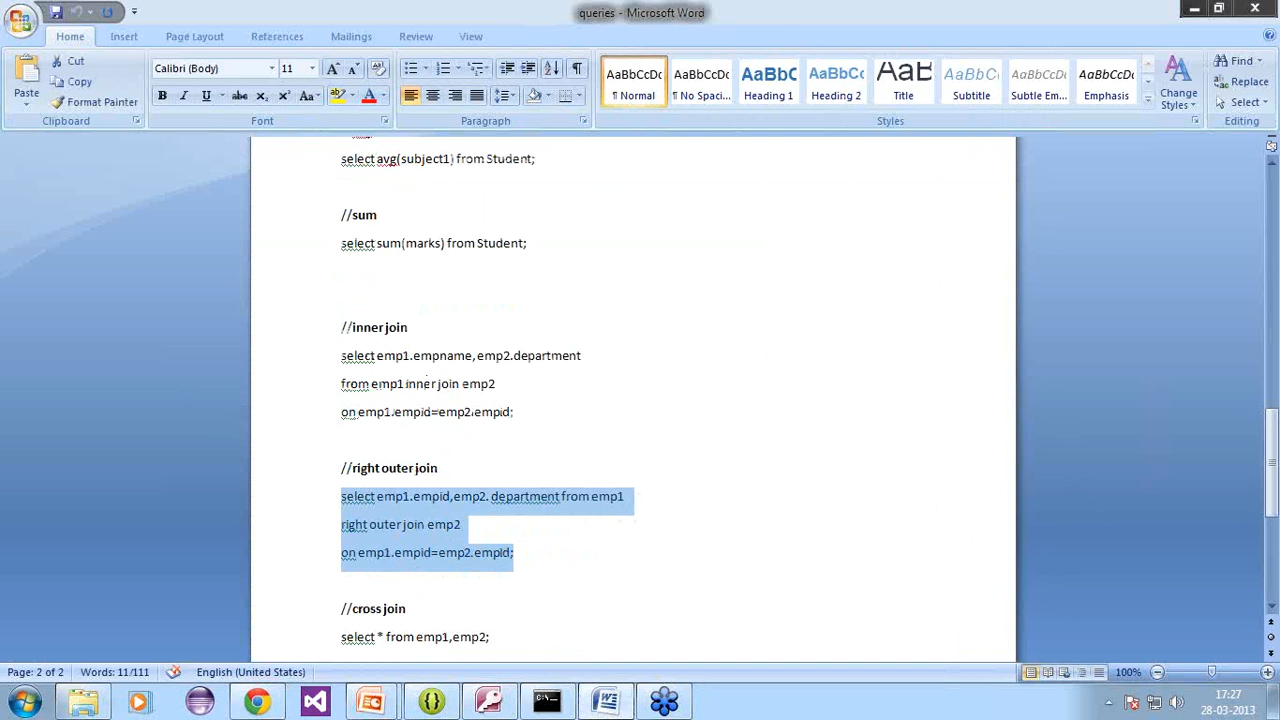 queries - Microsoft Word
Home Insert Page Layout References Mailings Review View
Paste
Cut
Copy
Format Painter
Clipboard
Calibri (Body) 11
Font
Paragraph
AaBbCcDc AaBbCcDc AaBbC AaBbCc AaB AaBbCc. AaBbCcDc AaBbCcDc
¶ Normal ¶ No Spaci... Heading 1 Heading 2 Title Subtitle Subtle Em... Emphasis
Styles
Change Styles
Find
Replace
Select
Editing
select avg(subject1) from Student;
//sum
select sum(marks) from Student;
//inner join
select emp1.empname, emp2.department
from emp1 inner join emp2
on emp1.empid=emp2.empid;
//right outer join
select emp1.empid,emp2. department from emp1
right outer join emp2
on emp1.empid=emp2.empid;
//cross join
select * from emp1,emp2;
Page: 2 of 2 Words: 11/111 English (United States) 100%
17:27
28-03-2013